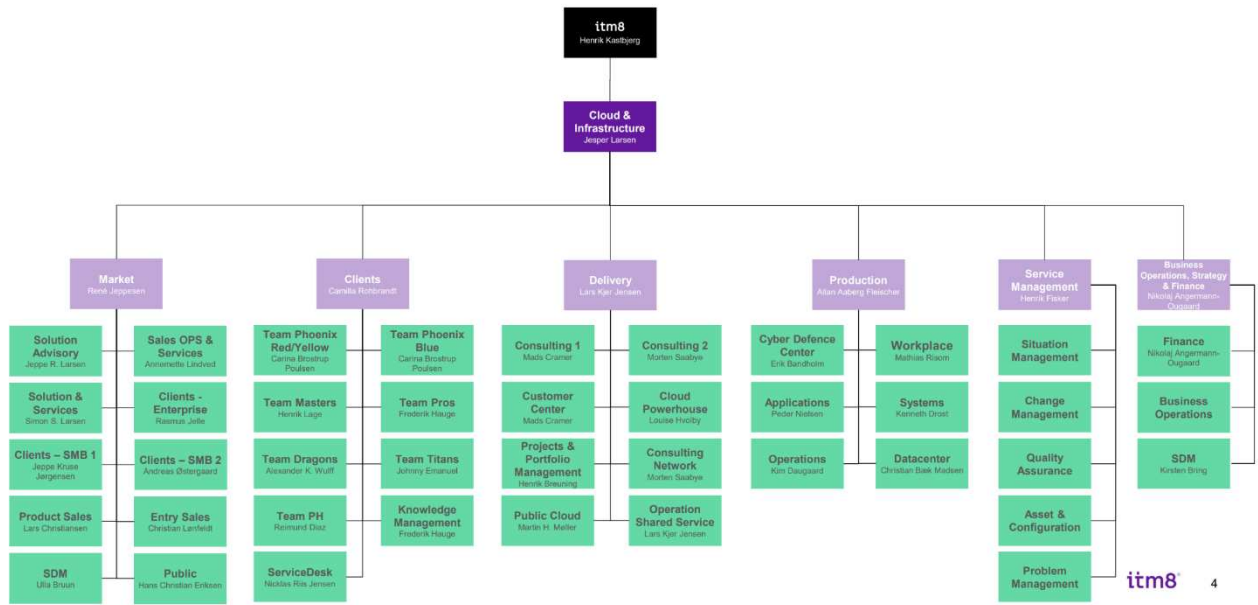 itm8
Henrik Kastbjerg
Cloud &
Infrastructure
Jesper Larsen
Market
René Jeppesen
Clients
Camilla Rohbrandt
Delivery
Lars Kjer Jensen
Production
Allan Aaberg Fleischer
Service
Management
Henrik Fisker
Business
Operations, Strategy
& Finance
Nikolaj Angermann-
Ougaard
Solution
Advisory
Jeppe R. Larsen
Sales OPS &
Services
Annemette Lindved
Solution &
Services
Simon S. Larsen
Clients -
Enterprise
Rasmus Jelle
Clients – SMB 1
Jeppe Kruse
Jørgensen
Clients – SMB 2
Andreas Østergaard
Product Sales
Lars Christiansen
Entry Sales
Christian Lønfeldt
SDM
Ulla Bruun
Public
Hans Christian Eriksen
Team Phoenix
Red/Yellow
Carina Brostrup
Poulsen
Team Phoenix
Blue
Carina Brostrup
Poulsen
Team Masters
Henrik Lage
Team Pros
Frederik Hauge
Team Dragons
Alexander K. Wulff
Team Titans
Johnny Emanuel
Team PH
Reimund Diaz
Knowledge
Management
Frederik Hauge
ServiceDesk
Nicklas Riis Jensen
Consulting 1
Mads Cramer
Consulting 2
Morten Saabye
Customer
Center
Mads Cramer
Cloud
Powerhouse
Louise Hvolby
Projects &
Portfolio
Management
Henrik Breuning
Consulting
Network
Morten Saabye
Public Cloud
Martin H. Møller
Operation
Shared Service
Lars Kjer Jensen
Cyber Defence
Center
Erik Bandholm
Workplace
Mathias Risom
Applications
Peder Nielsen
Systems
Kenneth Drost
Operations
Kim Daugaard
Datacenter
Christian Bæk Madsen
Situation
Management
Change
Management
Quality
Assurance
Asset &
Configuration
Problem
Management
Finance
Nikolaj Angermann-
Ougaard
Business
Operations
SDM
Kirsten Bring
itm8
4